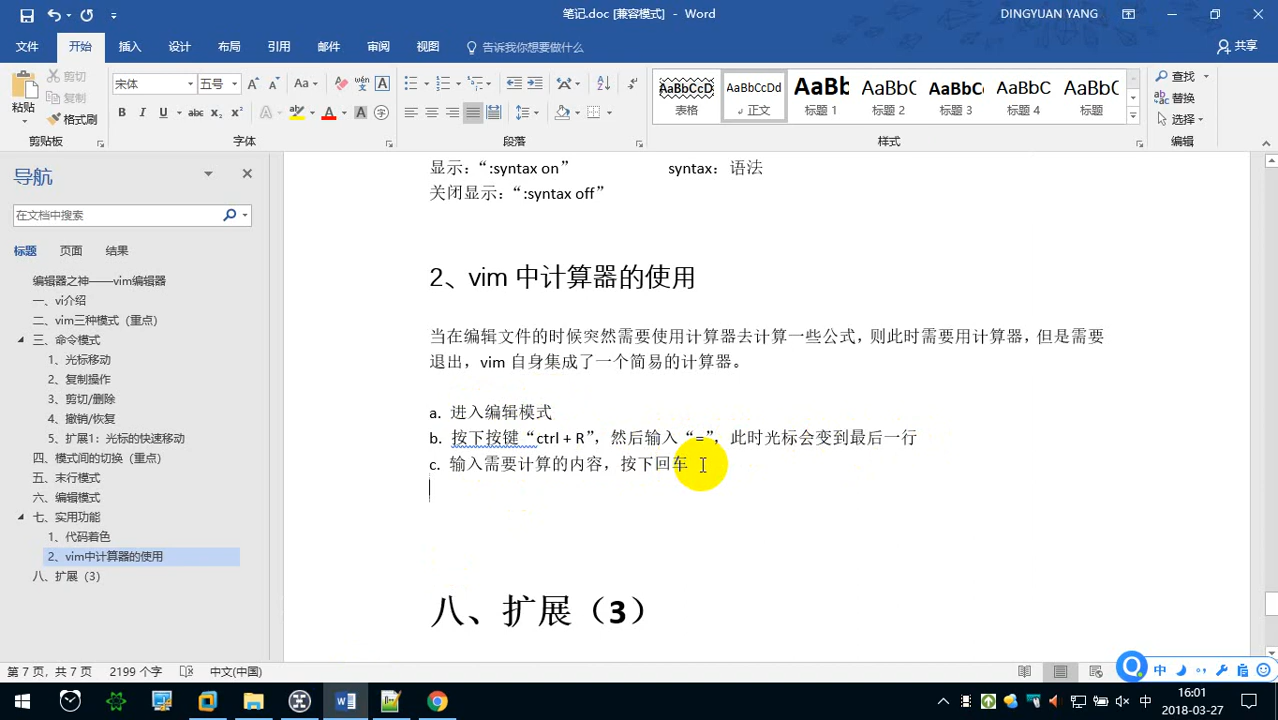 笔记.doc [兼容模式] - Word
DINGYUAN YANG
文件
开始
插入
设计
布局
引用
邮件
审阅
视图
告诉我你想要做什么
共享
粘贴
剪切
复制
格式刷
剪贴板
宋体
五号
字体
段落
AaBbCcD 表格
AaBbCcDd 正文
AaBb 标题 1
AaBbC 标题 2
AaBbC 标题 3
AaBbC 标题 4
AaBbC 标题
样式
查找
替换
选择
编辑
导航
在文档中搜索
标题 页面 结果
编辑器之神——vim编辑器
一、vi介绍
二、vim三种模式（重点）
三、命令模式
1、光标移动
2、复制操作
3、剪切/删除
4、撤销/恢复
5、扩展1：光标的快速移动
四、模式间的切换（重点）
五、末行模式
六、编辑模式
七、实用功能
1、代码着色
2、vim中计算器的使用
八、扩展（3）
显示：“:syntax on” syntax：语法
关闭显示：“:syntax off”
2、vim 中计算器的使用
当在编辑文件的时候突然需要使用计算器去计算一些公式，则此时需要用计算器，但是需要
退出，vim 自身集成了一个简易的计算器。
a. 进入编辑模式
b. 按下按键“ctrl + R”，然后输入“=”，此时光标会变到最后一行
c. 输入需要计算的内容，按下回车
八、扩展（3）
第 7 页，共 7 页 2199 个字 中文(中国)
中
中 16:01
2018-03-27